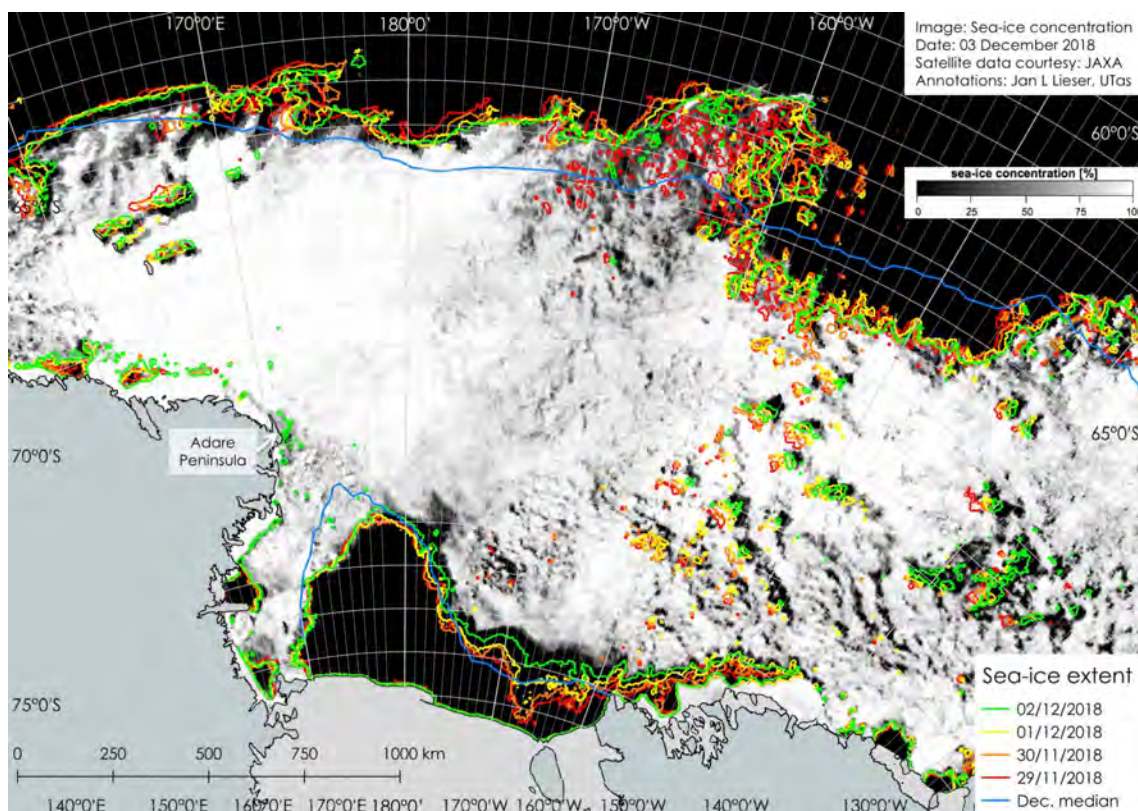 170°0'E
180°0'
170°0'W
160°0'W
Image: Sea-ice concentration
Date: 03 December 2018
Satellite data courtesy: JAXA
Annotations: Jan L Lieser, UTas
60°0'S
sea-ice concentration [%]
0 25 50 75 100
65°0'S
Adare
Peninsula
70°0'S
65°0'S
Sea-ice extent
02/12/2018
01/12/2018
30/11/2018
29/11/2018
Dec. median
75°0'S
0 250 500 750 1000 km
140°0'E
150°0'E
160°0'E
170°0'E
180°0'
170°0'W
160°0'W
150°0'W
140°0'W
130°0'W